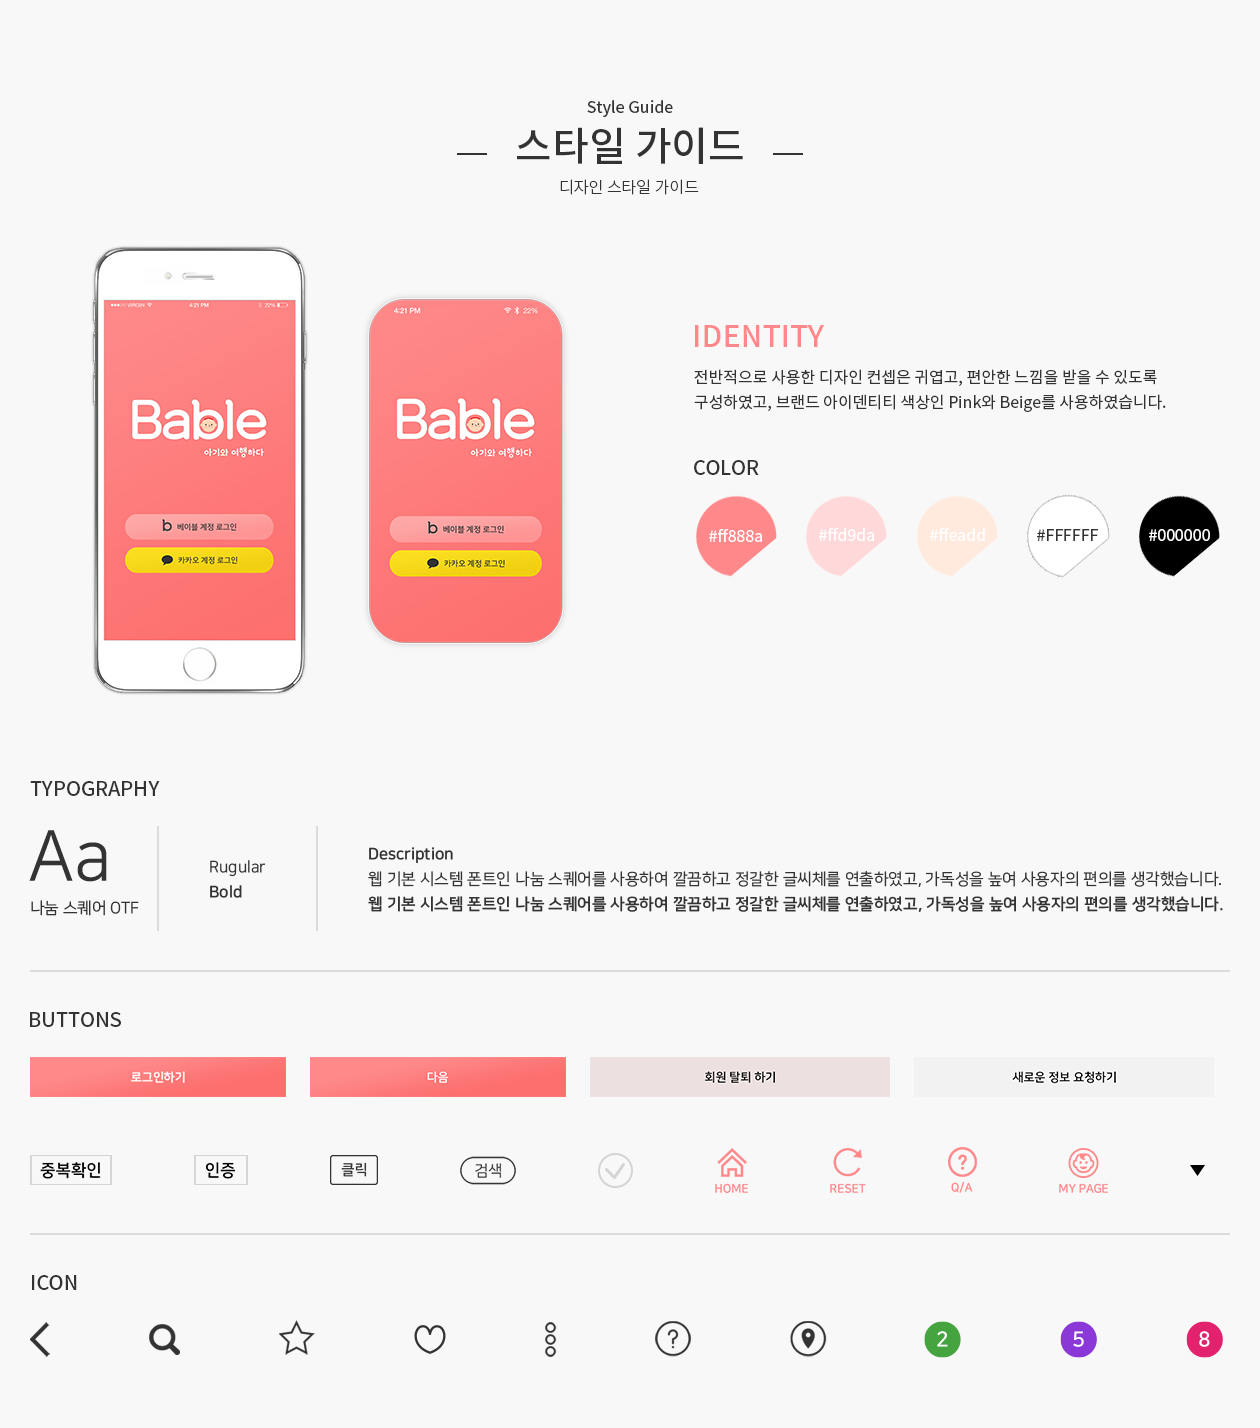 Style Guide
스타일 가이드
디자인 스타일 가이드
VIRGIN 4:21 PM 22%
Bable
아기와 여행하다
b 베이블 계정 로그인
카카오 계정 로그인
4:21 PM 22%
Bable
아기와 여행하다
b 베이블 계정 로그인
카카오 계정 로그인
IDENTITY
전반적으로 사용한 디자인 컨셉은 귀엽고, 편안한 느낌을 받을 수 있도록
구성하였고, 브랜드 아이덴티티 색상인 Pink와 Beige를 사용하였습니다.
COLOR
#ff888a #ffd9da #ffeadd #FFFFFF #000000
TYPOGRAPHY
Aa
나눔 스퀘어 OTF
Rugular
Bold
Description
웹 기본 시스템 폰트인 나눔 스퀘어를 사용하여 깔끔하고 정갈한 글씨체를 연출하였고, 가독성을 높여 사용자의 편의를 생각했습니다.
웹 기본 시스템 폰트인 나눔 스퀘어를 사용하여 깔끔하고 정갈한 글씨체를 연출하였고, 가독성을 높여 사용자의 편의를 생각했습니다.
BUTTONS
로그인하기 다음 회원 탈퇴 하기 새로운 정보 요청하기
중복확인 인증 클릭 검색 HOME RESET Q/A MY PAGE
ICON
2 5 8